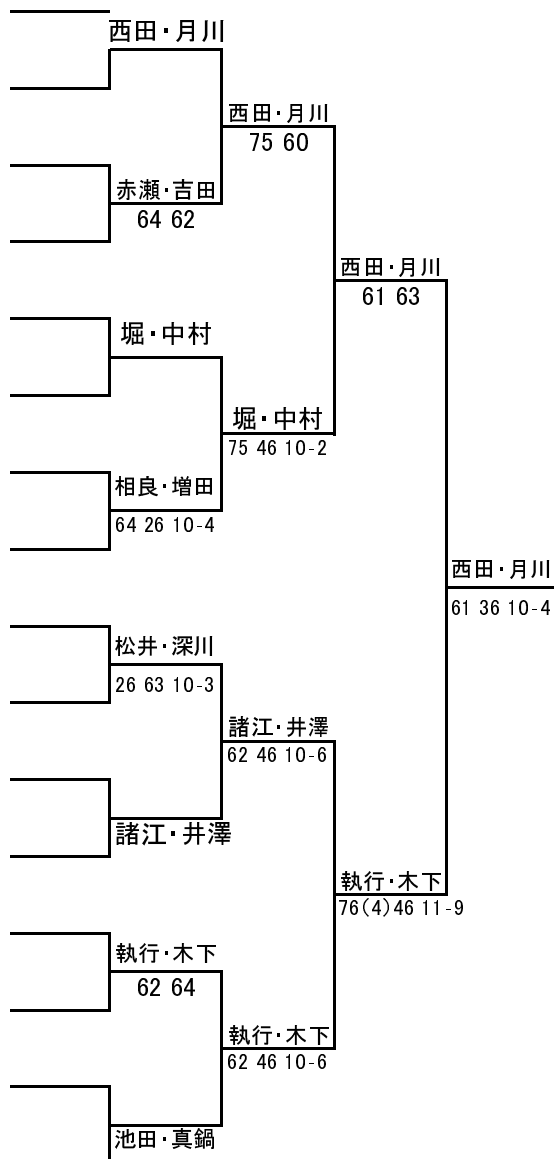 西田・月川
西田・月川
75 60
赤瀬・吉田
64 62
西田・月川
61 63
堀・中村
堀・中村
75 46 10-2
相良・増田
64 26 10-4
西田・月川
61 36 10-4
松井・深川
26 63 10-3
諸江・井澤
62 46 10-6
諸江・井澤
執行・木下
76(4)46 11-9
執行・木下
62 64
執行・木下
62 46 10-6
池田・真鍋